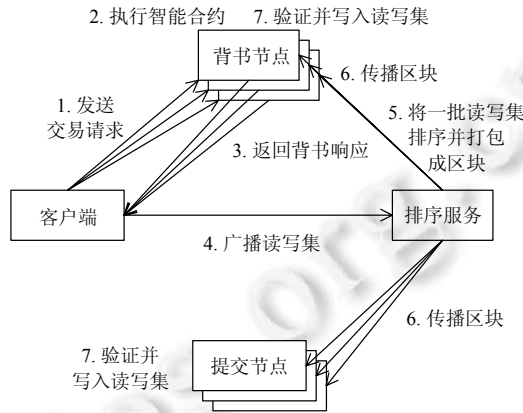 2. 执行智能合约
7. 验证并写入读写集
背书节点
6. 传播区块
1. 发送
交易请求
5. 将一批读写集
排序并打包
成区块
3. 返回背书响应
客户端
排序服务
4. 广播读写集
6. 传播区块
7. 验证并
写入读写集
提交节点